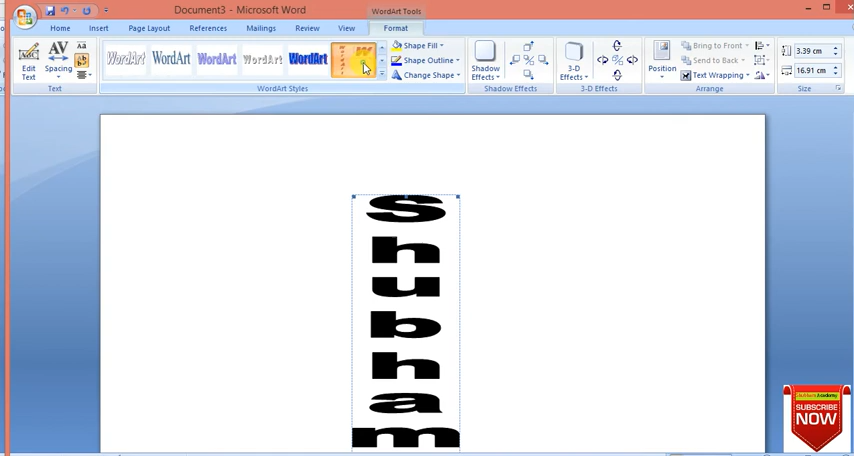 Document3 - Microsoft Word
WordArt Tools
Home Insert Page Layout References Mailings Review View Format
Edit Text
Spacing
Aa
Text
WordArt WordArt WordArt WordArt WordArt
WordArt Styles
Shape Fill
Shape Outline
Change Shape
Shadow Effects
Shadow Effects
3-D Effects
3-D Effects
Position
Bring to Front
Send to Back
Text Wrapping
Arrange
3.39 cm
16.91 cm
Size
S
h
u
b
h
a
m
SUBSCRIBE
NOW